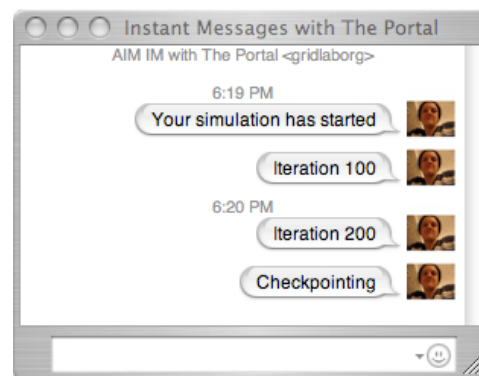 Instant Messages with The Portal
AIM IM with The Portal <gridlaborg>
6:19 PM
Your simulation has started
Iteration 100
6:20 PM
Iteration 200
Checkpointing